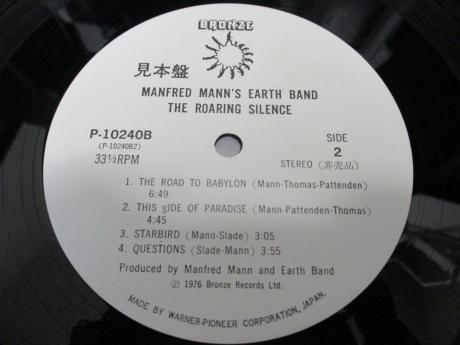 BRONZE
見本盤
MANFRED MANN'S EARTH BAND
THE ROARING SILENCE
P-10240B
(P-10240B2)
33⅓RPM
SIDE
2
STEREO (非売品)
1. THE ROAD TO BABYLON (Mann-Thomas-Pattenden)
6:49
2. THIS SIDE OF PARADISE (Mann-Pattenden-Thomas)
4:45
3. STARBIRD (Mann-Slade) 3:05
4. QUESTIONS (Slade-Mann) 3:55
Produced by Manfred Mann and Earth Band
Ⓟ 1976 Bronze Records Ltd.
MADE BY WARNER-PIONEER CORPORATION, JAPAN.